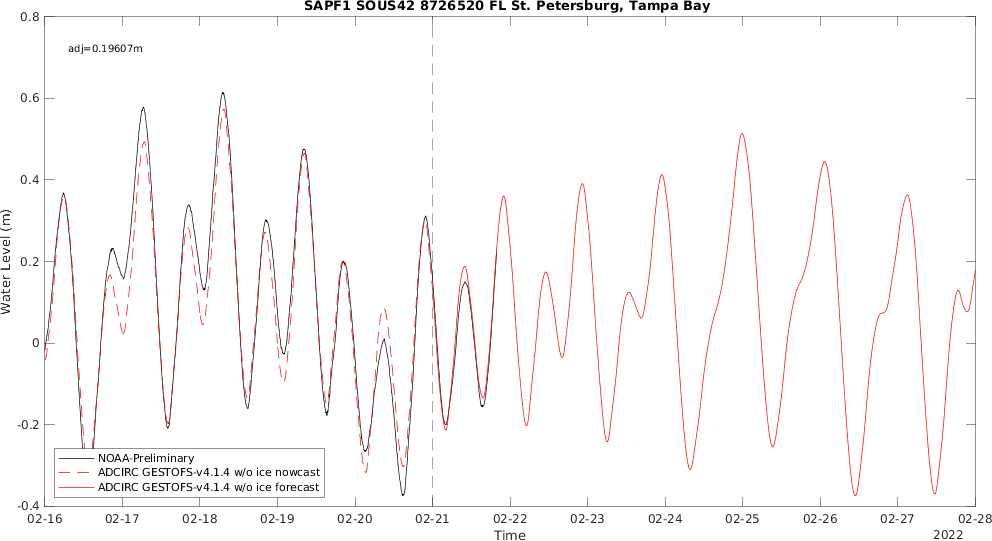 SAPF1 SOUS42 8726520 FL St. Petersburg, Tampa Bay
adj=0.19607m
Water Level (m)
0.8
0.6
0.4
0.2
0
-0.2
-0.4
NOAA-Preliminary
ADCIRC GESTOFS-v4.1.4 w/o ice nowcast
ADCIRC GESTOFS-v4.1.4 w/o ice forecast
02-16 02-17 02-18 02-19 02-20 02-21 02-22 02-23 02-24 02-25 02-26 02-27 02-28
Time
2022